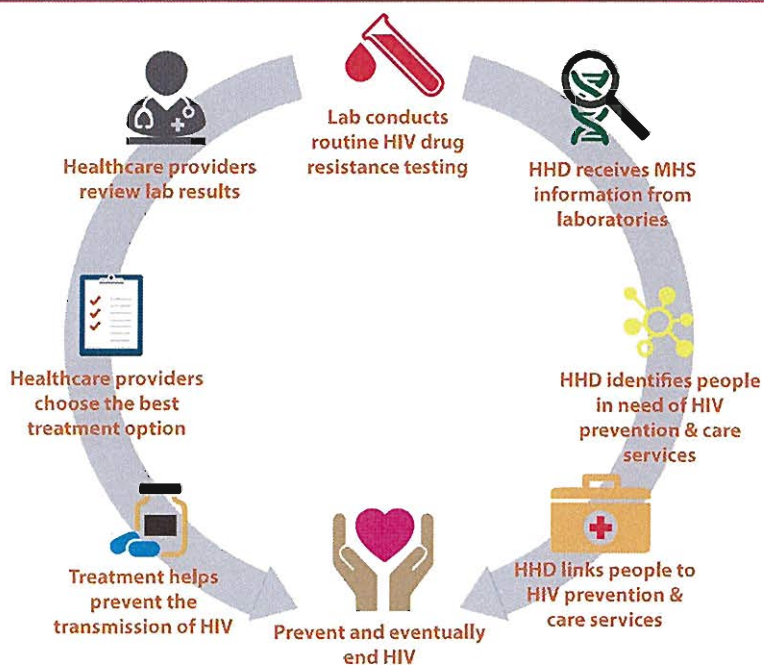 Lab conducts
routine HIV drug
resistance testing
Healthcare providers
review lab results
Healthcare providers
choose the best
treatment option
Treatment helps
prevent the
transmission of HIV
HHD receives MHS
information from
laboratories
HHD identifies people
in need of HIV
prevention & care
services
HHD links people to
HIV prevention &
care services
Prevent and eventually
end HIV